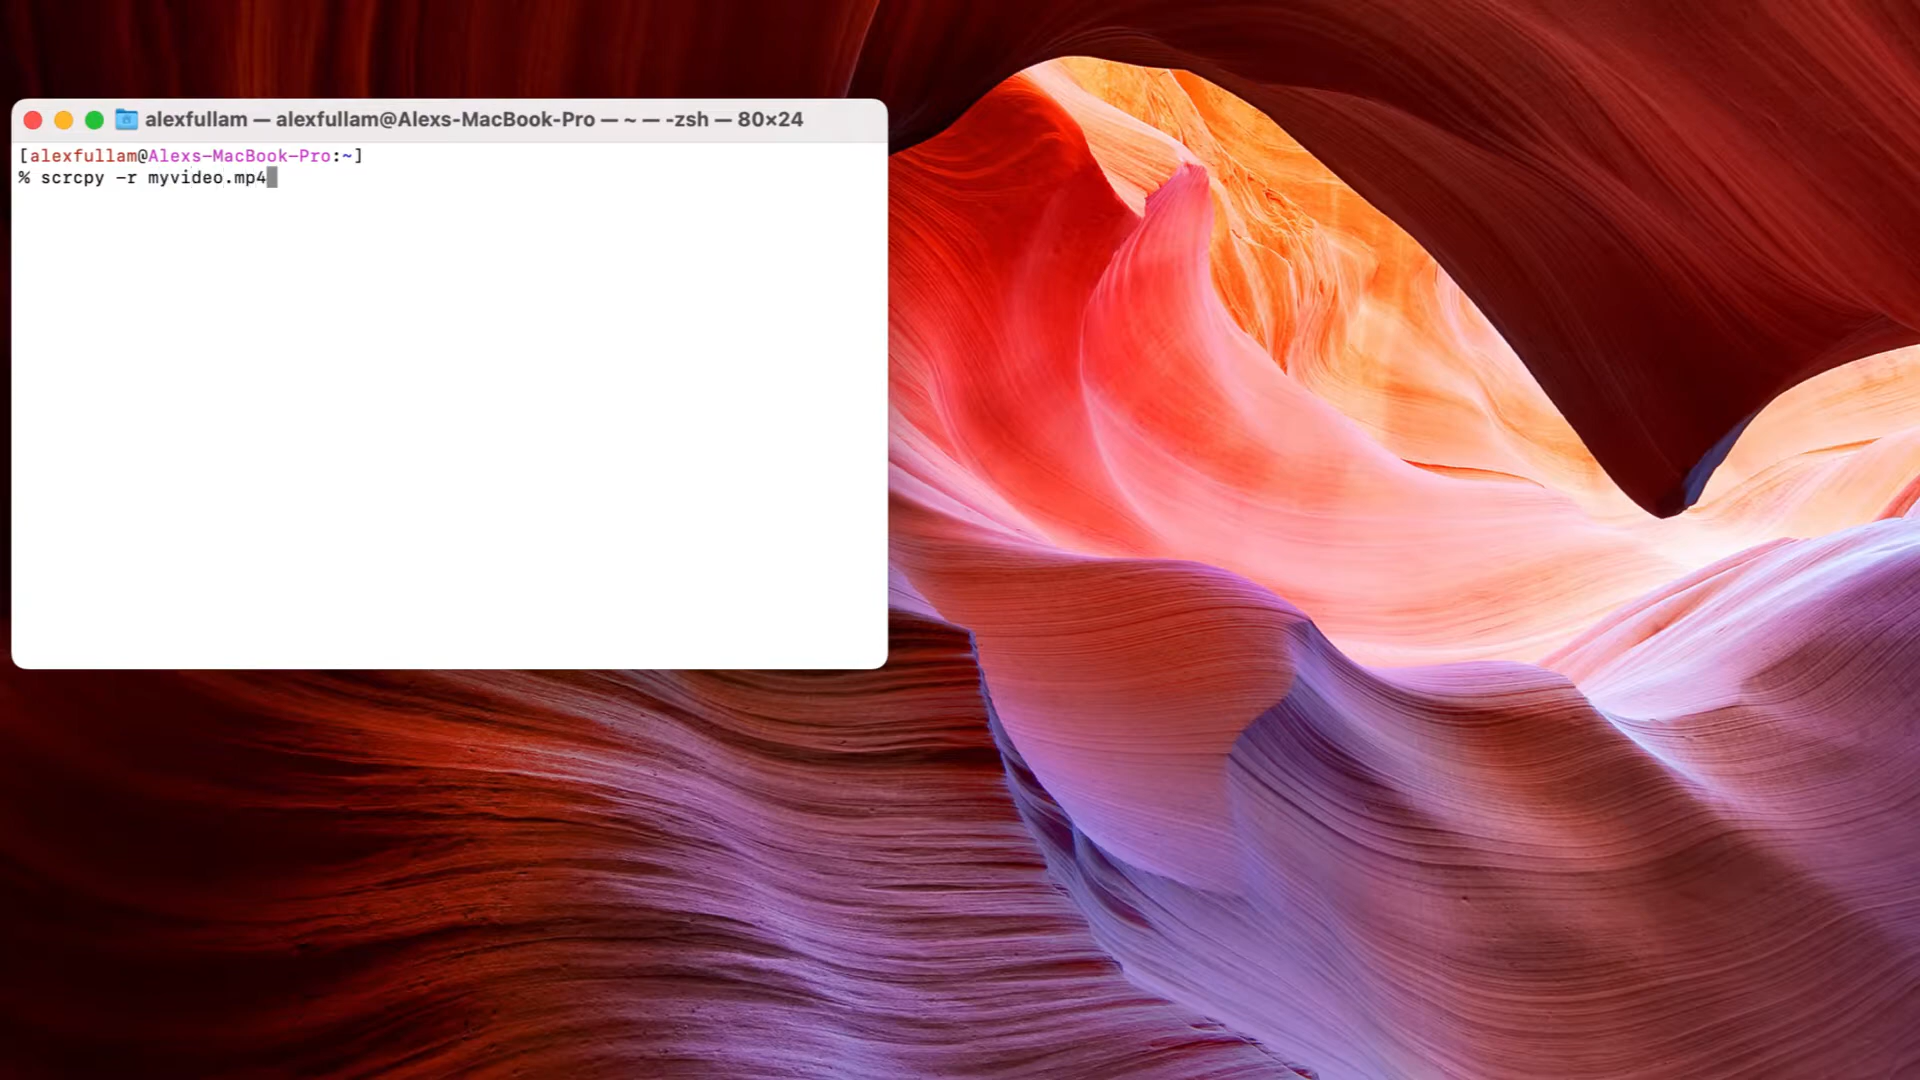 alexfullam — alexfullam@Alexs-MacBook-Pro — ~ — -zsh — 80×24
[alexfullam@Alexs-MacBook-Pro:~]
% scrcpy -r myvideo.mp4